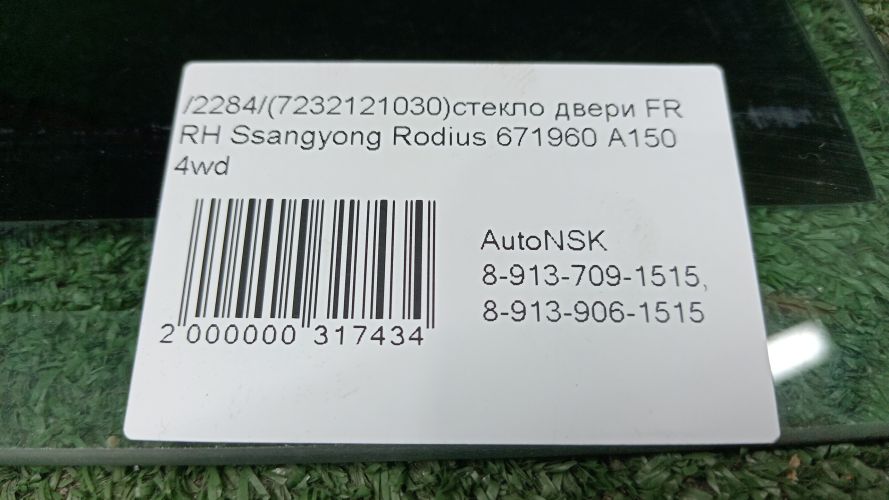 /2284/(7232121030)стекло двери FR
RH Ssangyong Rodius 671960 A150
4wd
AutoNSK
8-913-709-1515,
8-913-906-1515
2 000000 317434